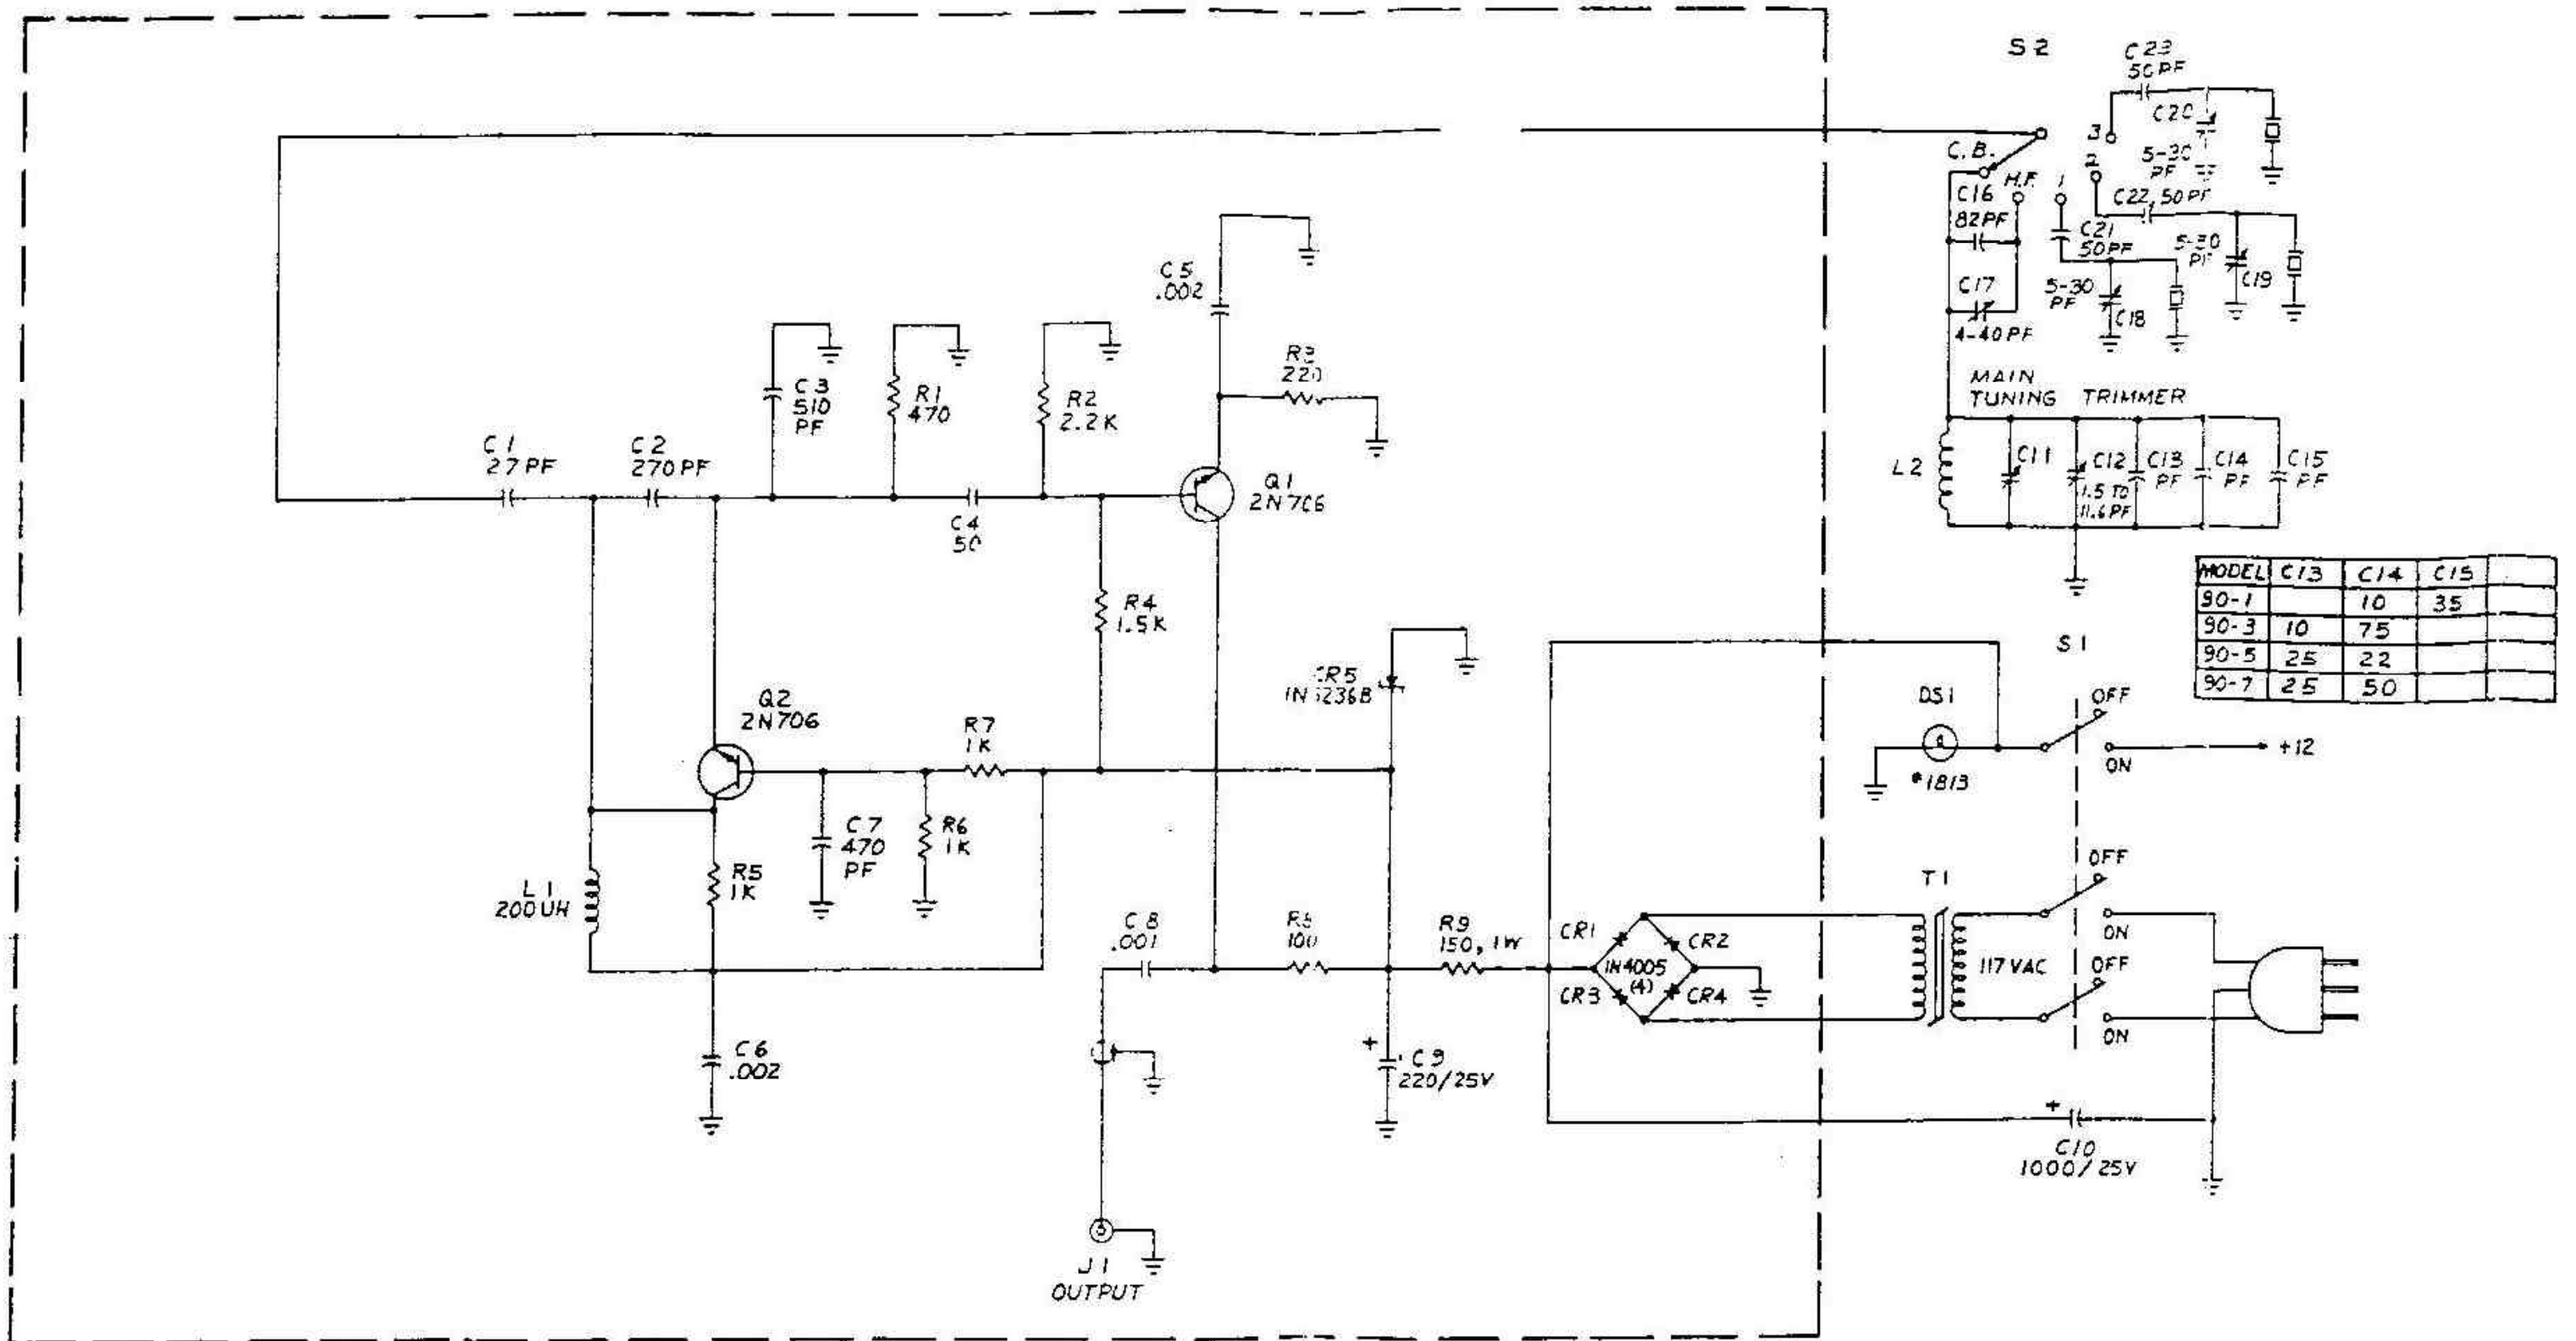 S2
C23
50PF
C20
5-30
PF
3
2
C.B.
H.F.
1
C16
82PF
C22, 50PF
C21
50PF
5-30
PF
C19
C17
4-40PF
5-30
PF
C18
C5
.002
R3
220
C3
510
PF
R1
470
R2
2.2K
MAIN
TUNING TRIMMER
C1
27PF
C2
270PF
Q1
2N706
C4
50
L2
C11
C12
1.5 TO
11.6PF
C13
PF
C14
PF
C15
PF
MODEL C13 C14 C15
90-1 10 35
90-3 10 75
90-5 25 22
90-7 25 50
R4
1.5K
S1
CR5
Q2
2N706
R7
1K
DS1
OFF
+12
ON
#1813
C7
470
PF
R6
1K
R5
1K
L1
200UH
C8
.001
100
R9
150, 1W
CR1
CR2
1N4005
(4)
CR3
CR4
T1
117VAC
OFF
ON
OFF
ON
C6
.002
+
C9
220/25V
+
C10
1000/25V
J1
OUTPUT